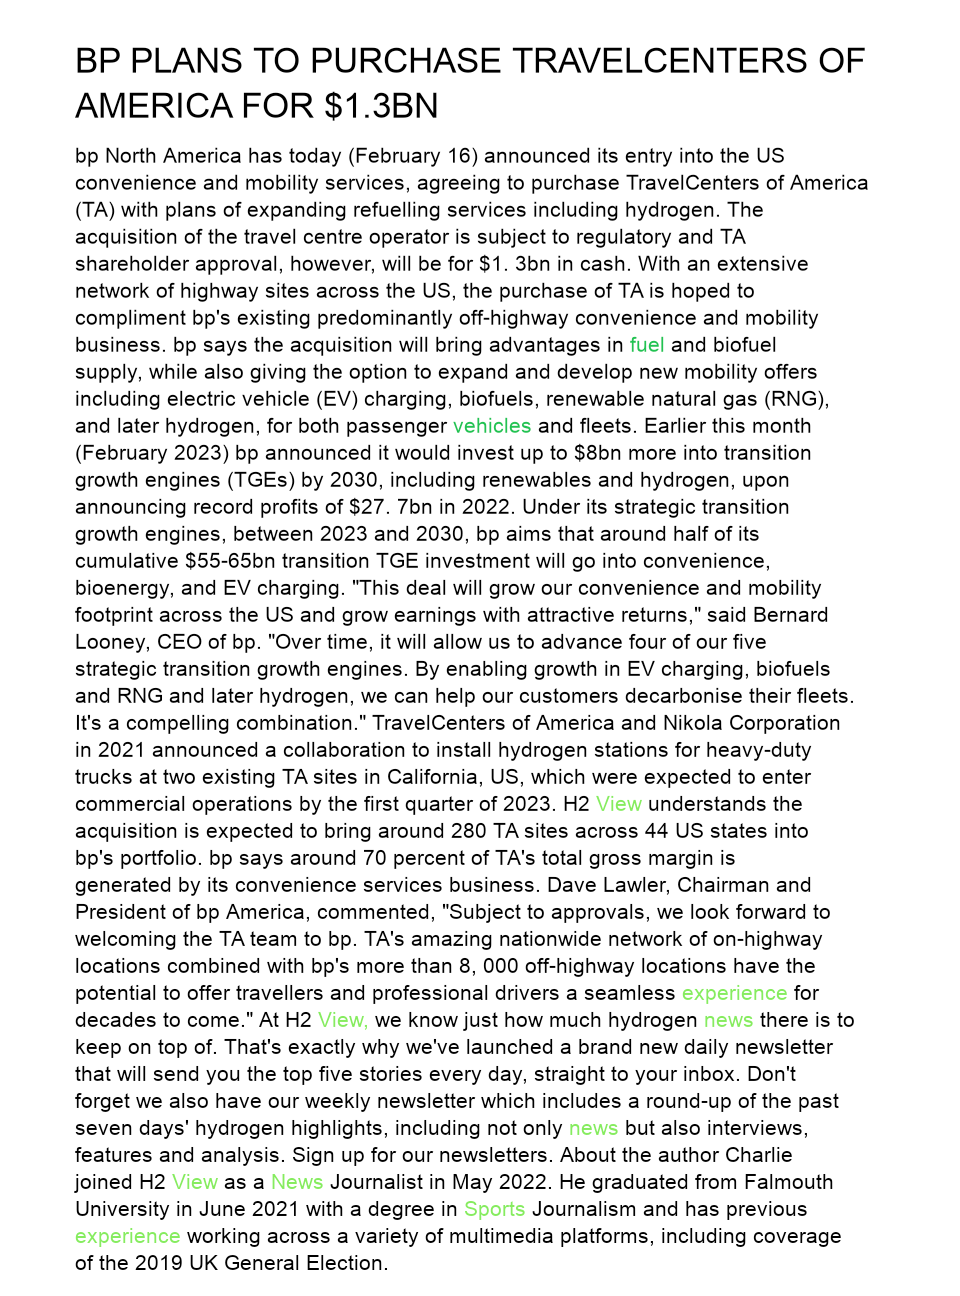 BP PLANS TO PURCHASE TRAVELCENTERS OF
AMERICA FOR $1.3BN
bp North America has today (February 16) announced its entry into the US
convenience and mobility services, agreeing to purchase TravelCenters of America
(TA) with plans of expanding refuelling services including hydrogen. The
acquisition of the travel centre operator is subject to regulatory and TA
shareholder approval, however, will be for $1. 3bn in cash. With an extensive
network of highway sites across the US, the purchase of TA is hoped to
compliment bp's existing predominantly off-highway convenience and mobility
business. bp says the acquisition will bring advantages in fuel and biofuel
supply, while also giving the option to expand and develop new mobility offers
including electric vehicle (EV) charging, biofuels, renewable natural gas (RNG),
and later hydrogen, for both passenger vehicles and fleets. Earlier this month
(February 2023) bp announced it would invest up to $8bn more into transition
growth engines (TGEs) by 2030, including renewables and hydrogen, upon
announcing record profits of $27. 7bn in 2022. Under its strategic transition
growth engines, between 2023 and 2030, bp aims that around half of its
cumulative $55-65bn transition TGE investment will go into convenience,
bioenergy, and EV charging. "This deal will grow our convenience and mobility
footprint across the US and grow earnings with attractive returns," said Bernard
Looney, CEO of bp. "Over time, it will allow us to advance four of our five
strategic transition growth engines. By enabling growth in EV charging, biofuels
and RNG and later hydrogen, we can help our customers decarbonise their fleets.
It's a compelling combination." TravelCenters of America and Nikola Corporation
in 2021 announced a collaboration to install hydrogen stations for heavy-duty
trucks at two existing TA sites in California, US, which were expected to enter
commercial operations by the first quarter of 2023. H2 View understands the
acquisition is expected to bring around 280 TA sites across 44 US states into
bp's portfolio. bp says around 70 percent of TA's total gross margin is
generated by its convenience services business. Dave Lawler, Chairman and
President of bp America, commented, "Subject to approvals, we look forward to
welcoming the TA team to bp. TA's amazing nationwide network of on-highway
locations combined with bp's more than 8, 000 off-highway locations have the
potential to offer travellers and professional drivers a seamless experience for
decades to come." At H2 View, we know just how much hydrogen news there is to
keep on top of. That's exactly why we've launched a brand new daily newsletter
that will send you the top five stories every day, straight to your inbox. Don't
forget we also have our weekly newsletter which includes a round-up of the past
seven days' hydrogen highlights, including not only news but also interviews,
features and analysis. Sign up for our newsletters. About the author Charlie
joined H2 View as a News Journalist in May 2022. He graduated from Falmouth
University in June 2021 with a degree in Sports Journalism and has previous
experience working across a variety of multimedia platforms, including coverage
of the 2019 UK General Election.